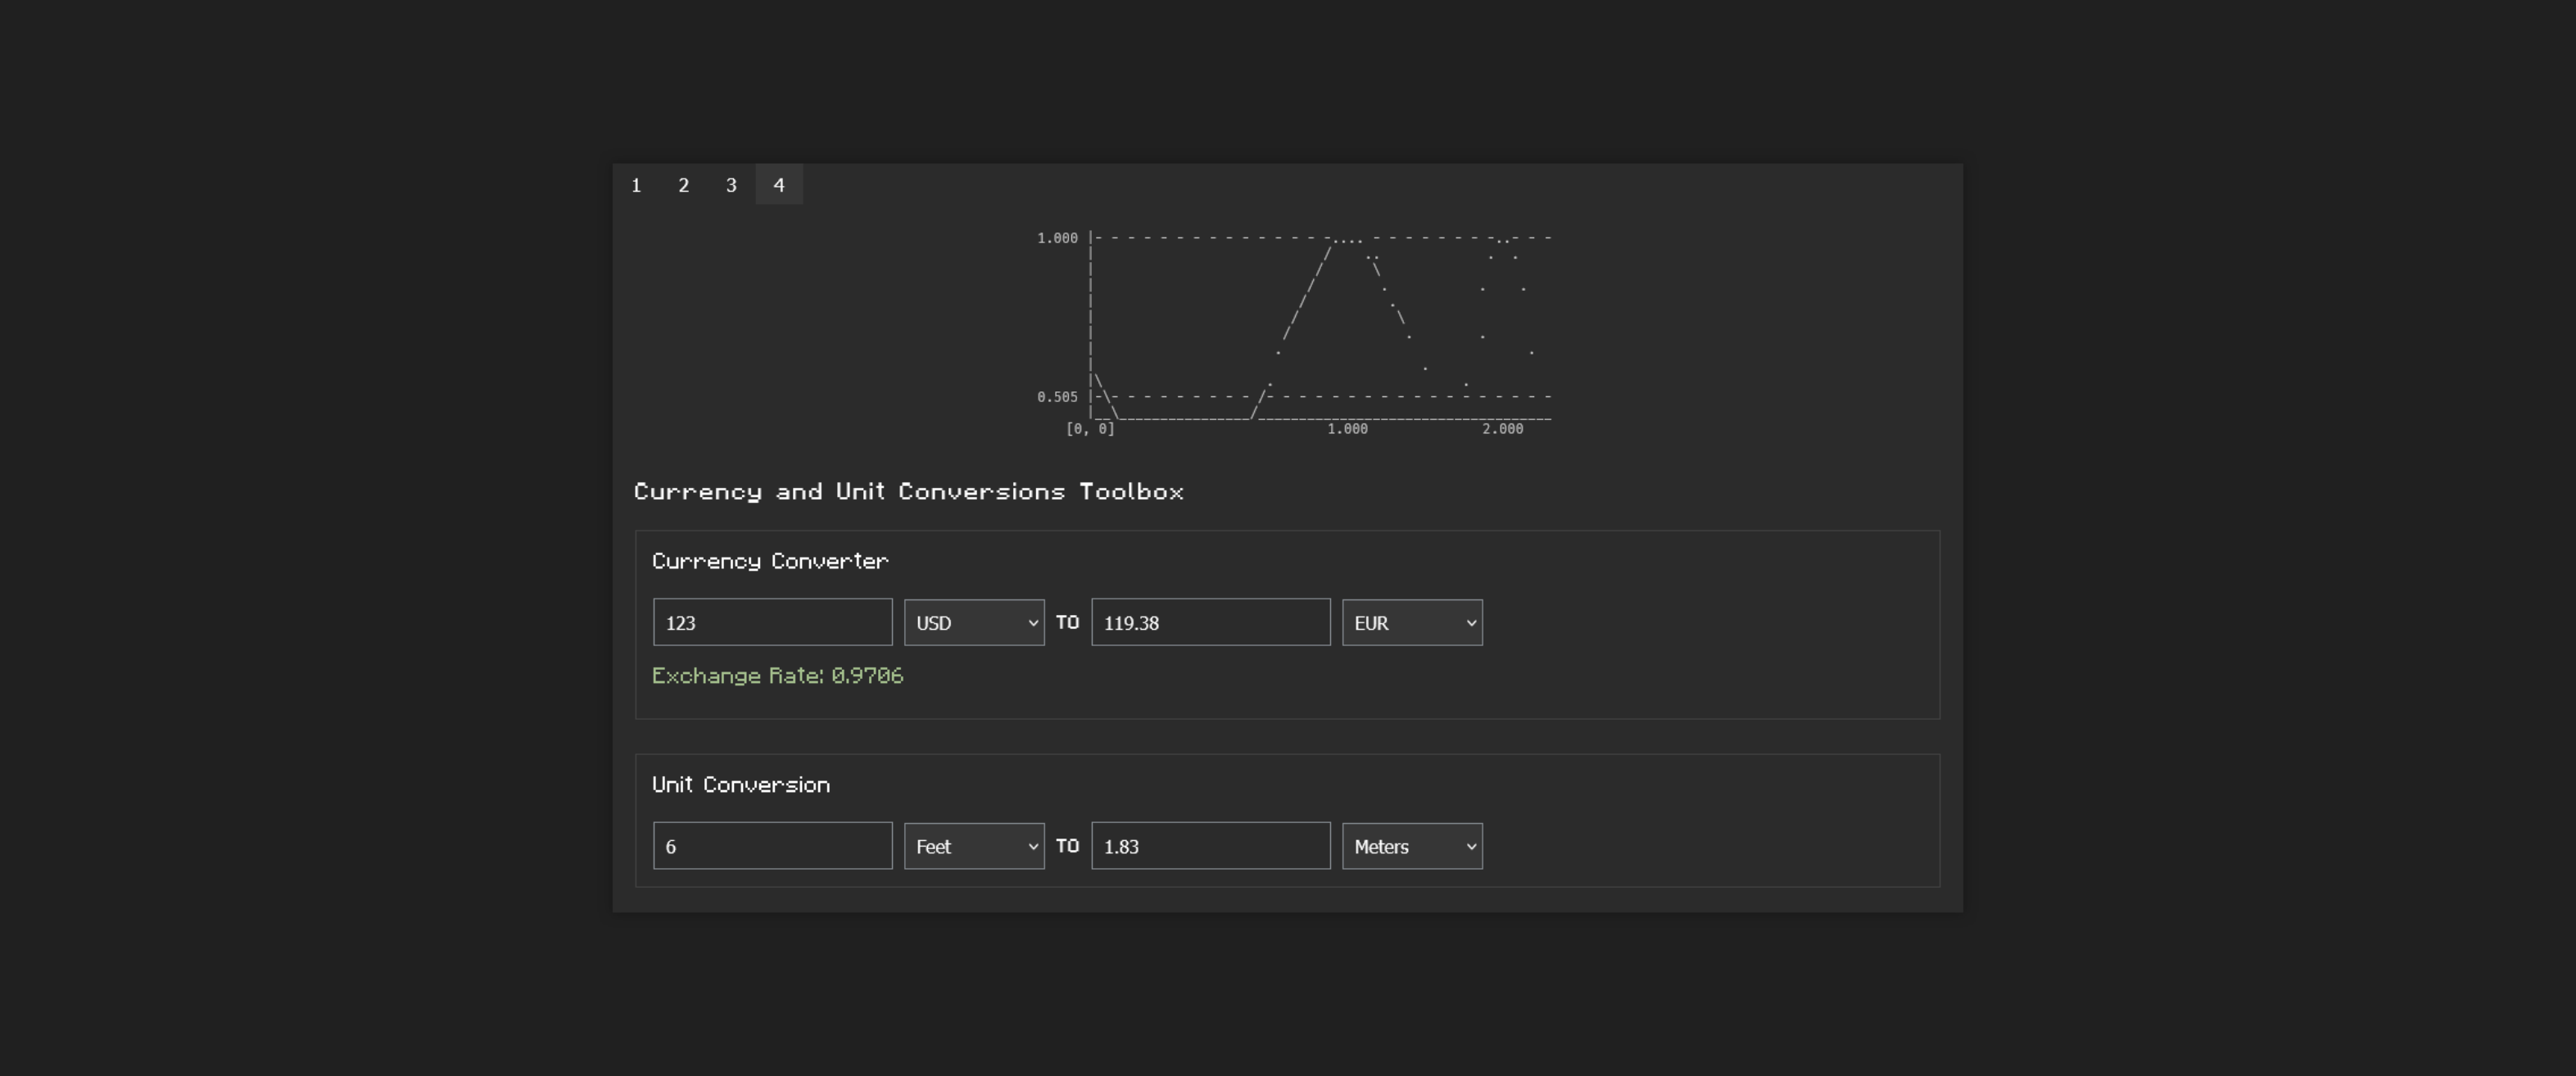 1 2 3 4
1.000
0.505
[0, 0] 1.000 2.000
Currency and Unit Conversions Toolbox
Currency Converter
123 USD TO 119.38 EUR
Exchange Rate: 0.9706
Unit Conversion
6 Feet TO 1.83 Meters